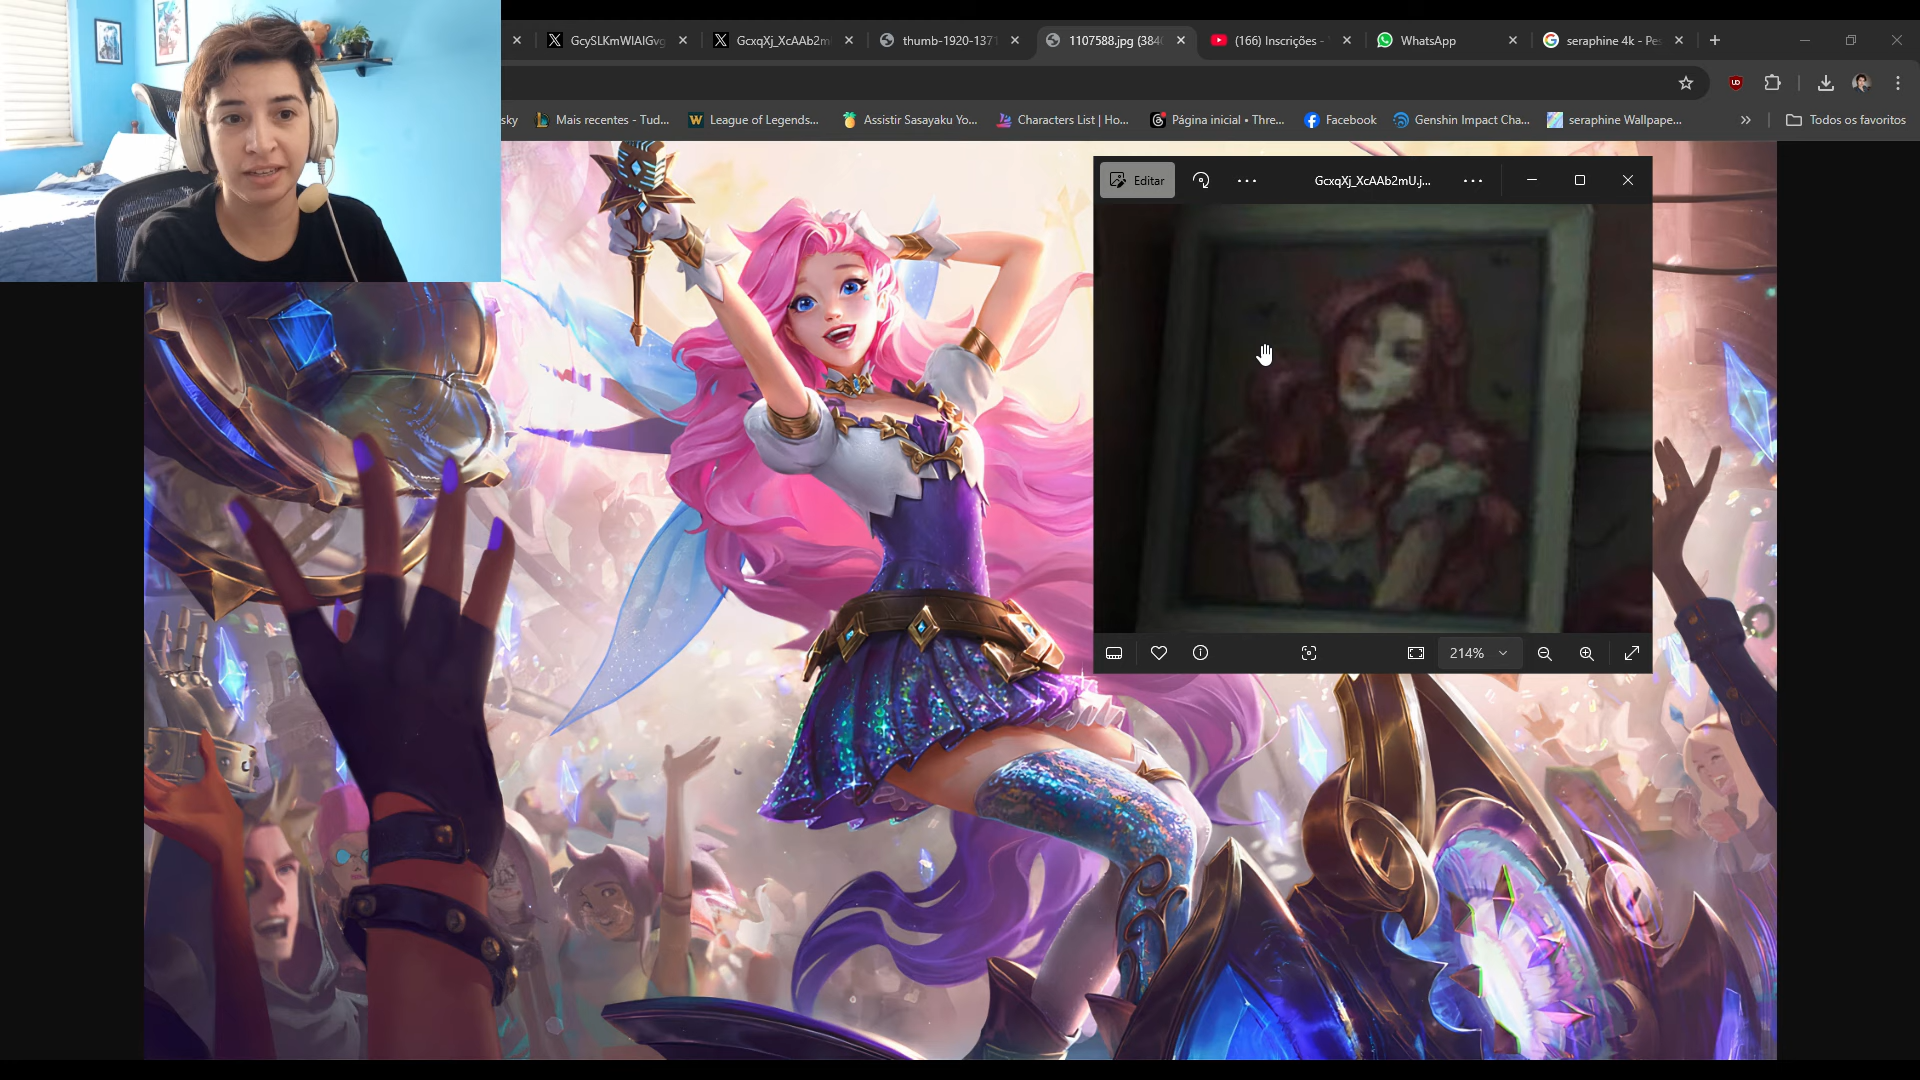 GcySLKmWIAIGvg
GcxqXj_XcAAb2m
thumb-1920-1371
1107588.jpg (384
(166) Inscrições -
WhatsApp
seraphine 4k - Pe
sky
Mais recentes - Tud...
League of Legends...
Assistir Sasayaku Yo...
Characters List | Ho...
Página inicial • Thre...
Facebook
Genshin Impact Cha...
seraphine Wallpape...
Todos os favoritos
Editar
GcxqXj_XcAAb2mU.j...
214%